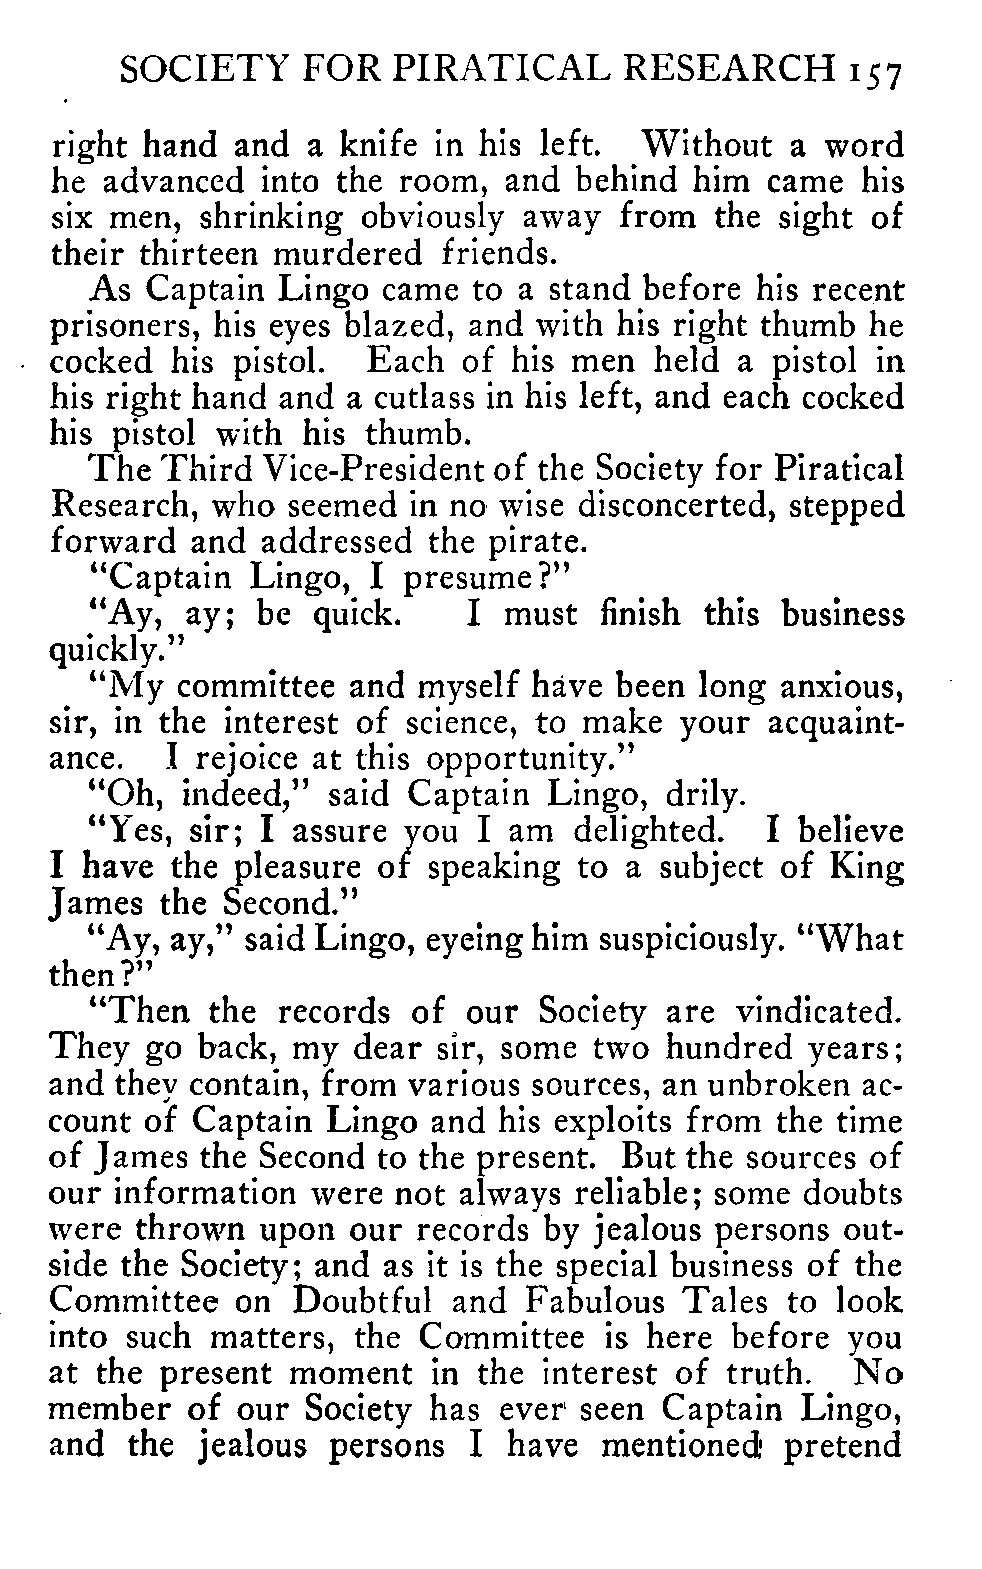 SOCIETY FOR PIRATICAL RESEARCH 157
right hand and a knife in his left. Without a word
he advanced into the room, and behind him came his
six men, shrinking obviously away from the sight of
their thirteen murdered friends.
As Captain Lingo came to a stand before his recent
prisoners, his eyes blazed, and with his right thumb he
cocked his pistol. Each of his men held a pistol in
his right hand and a cutlass in his left, and each cocked
his pistol with his thumb.
The Third Vice-President of the Society for Piratical
Research, who seemed in no wise disconcerted, stepped
forward and addressed the pirate.
"Captain Lingo, I presume?"
"Ay, ay; be quick. I must finish this business
quickly."
"My committee and myself have been long anxious,
sir, in the interest of science, to make your acquaint-
ance. I rejoice at this opportunity."
"Oh, indeed," said Captain Lingo, drily.
"Yes, sir; I assure you I am delighted. I believe
I have the pleasure of speaking to a subject of King
James the Second."
"Ay, ay," said Lingo, eyeing him suspiciously. "What
then?"
"Then the records of our Society are vindicated.
They go back, my dear sir, some two hundred years;
and they contain, from various sources, an unbroken ac-
count of Captain Lingo and his exploits from the time
of James the Second to the present. But the sources of
our information were not always reliable; some doubts
were thrown upon our records by jealous persons out-
side the Society; and as it is the special business of the
Committee on Doubtful and Fabulous Tales to look
into such matters, the Committee is here before you
at the present moment in the interest of truth. No
member of our Society has ever seen Captain Lingo,
and the jealous persons I have mentioned pretend